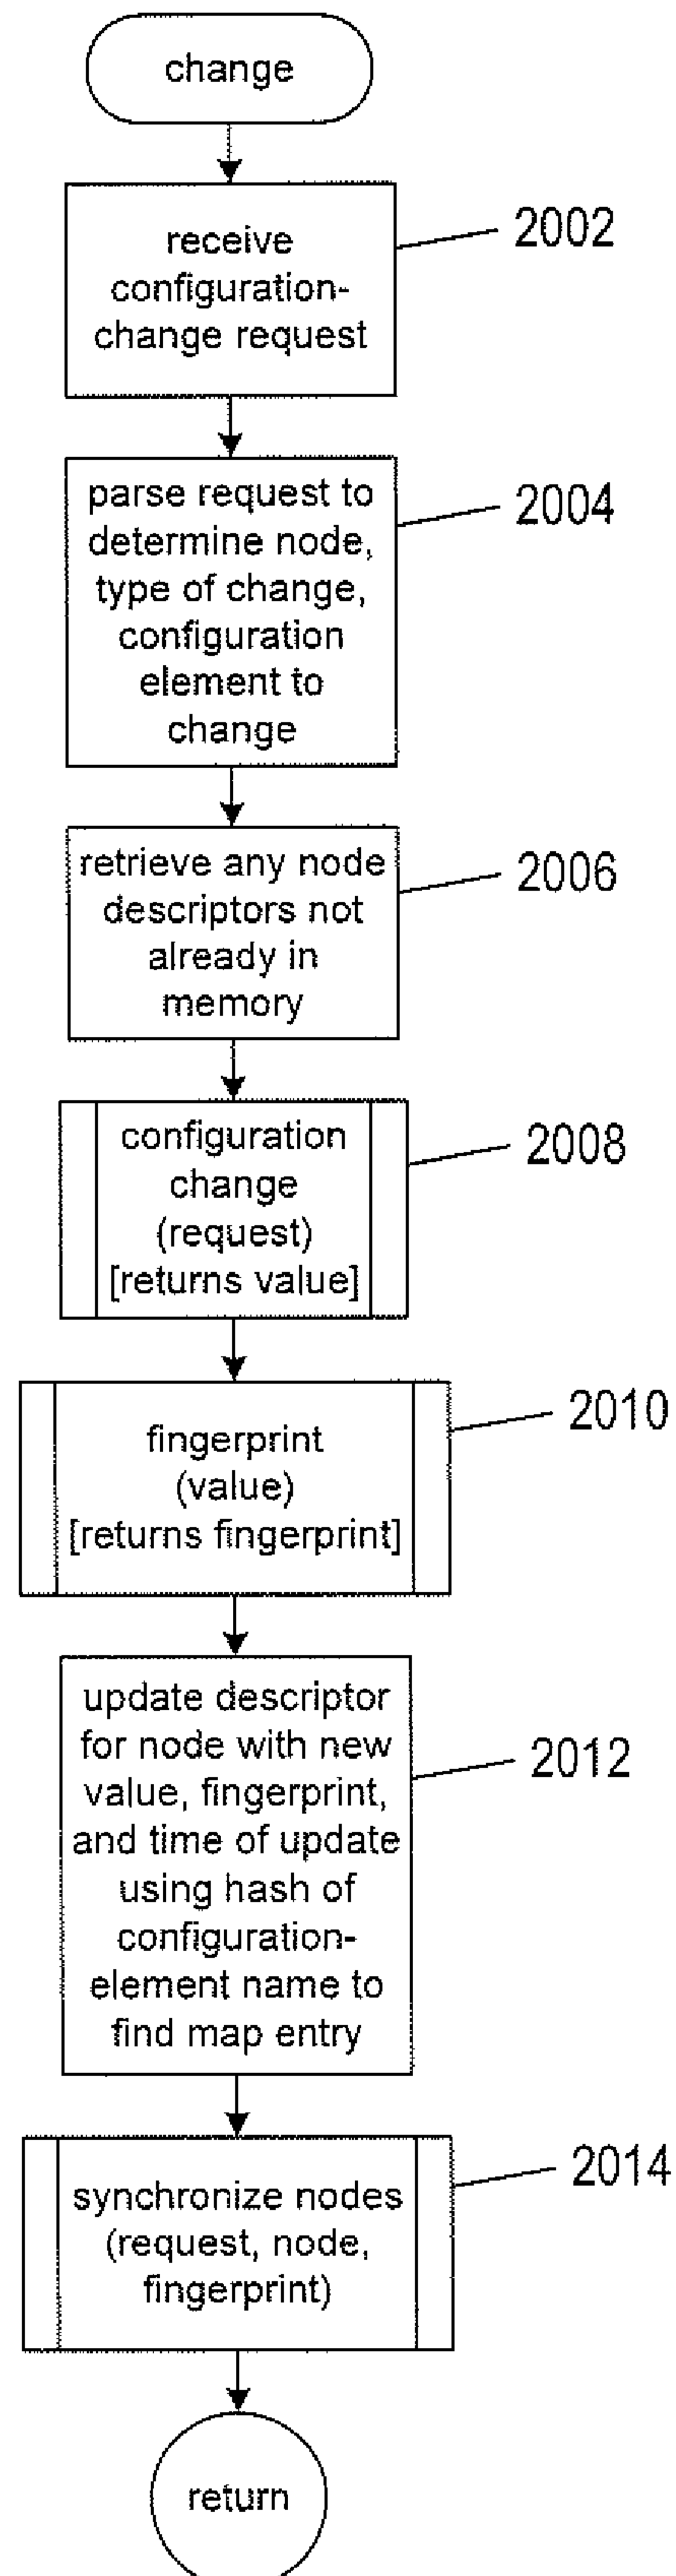 change
receive
configuration-
change request
2002
parse request to
determine node,
type of change,
configuration
element to
change
2004
retrieve any node
descriptors not
already in
memory
2006
configuration
change
(request)
[returns value]
2008
fingerprint
(value)
[returns fingerprint]
2010
update descriptor
for node with new
value, fingerprint,
and time of update
using hash of
configuration-
element name to
find map entry
2012
synchronize nodes
(request, node,
fingerprint)
2014
return